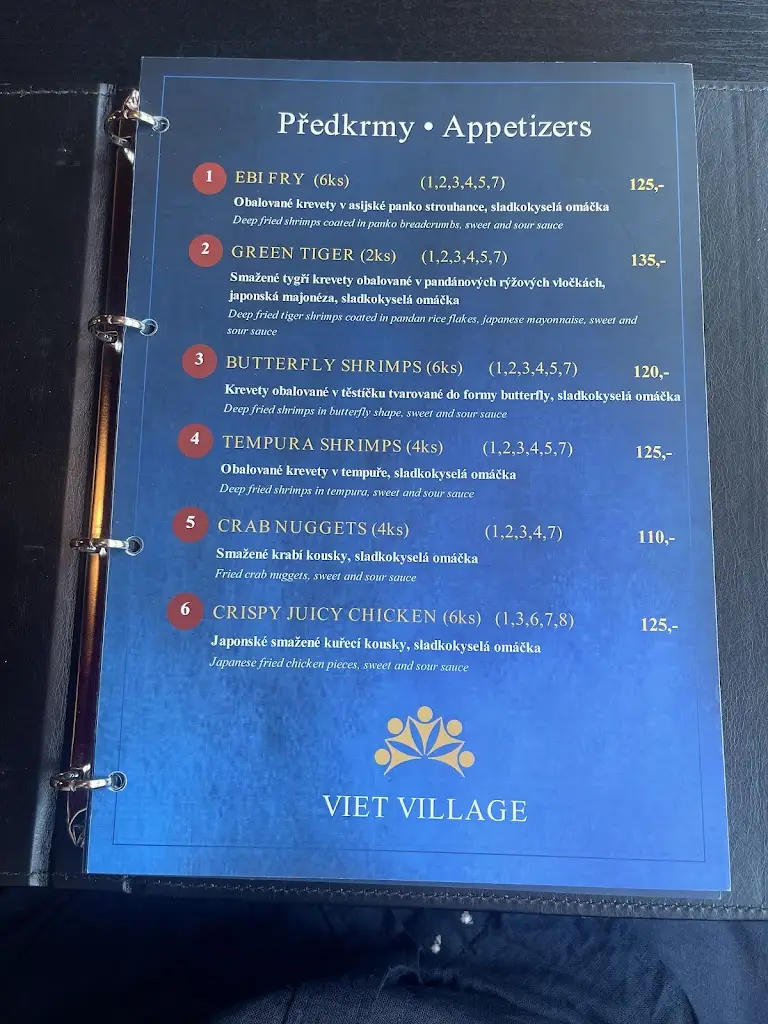 Předkrmy • Appetizers
1 EBI FRY (6ks) (1,2,3,4,5,7) 125,-
Obalované krevety v asijské panko strouhance, sladkokyselá omáčka
Deep fried shrimps coated in panko breadcrumbs, sweet and sour sauce
2 GREEN TIGER (2ks) (1,2,3,4,5,7) 135,-
Smažené tygří krevety obalované v pandánových rýžových vločkách,
japonská majonéza, sladkokyselá omáčka
Deep fried tiger shrimps coated in pandan rice flakes, japanese mayonnaise, sweet and
sour sauce
3 BUTTERFLY SHRIMPS (6ks) (1,2,3,4,5,7) 120,-
Krevety obalované v těstíčku tvarované do formy butterfly, sladkokyselá omáčka
Deep fried shrimps in butterfly shape, sweet and sour sauce
4 TEMPURA SHRIMPS (4ks) (1,2,3,4,5,7) 125,-
Obalované krevety v tempuře, sladkokyselá omáčka
Deep fried shrimps in tempura, sweet and sour sauce
5 CRAB NUGGETS (4ks) (1,2,3,4,7) 110,-
Smažené krabí kousky, sladkokyselá omáčka
Fried crab nuggets, sweet and sour sauce
6 CRISPY JUICY CHICKEN (6ks) (1,3,6,7,8) 125,-
Japonské smažené kuřecí kousky, sladkokyselá omáčka
Japanese fried chicken pieces, sweet and sour sauce
VIET VILLAGE